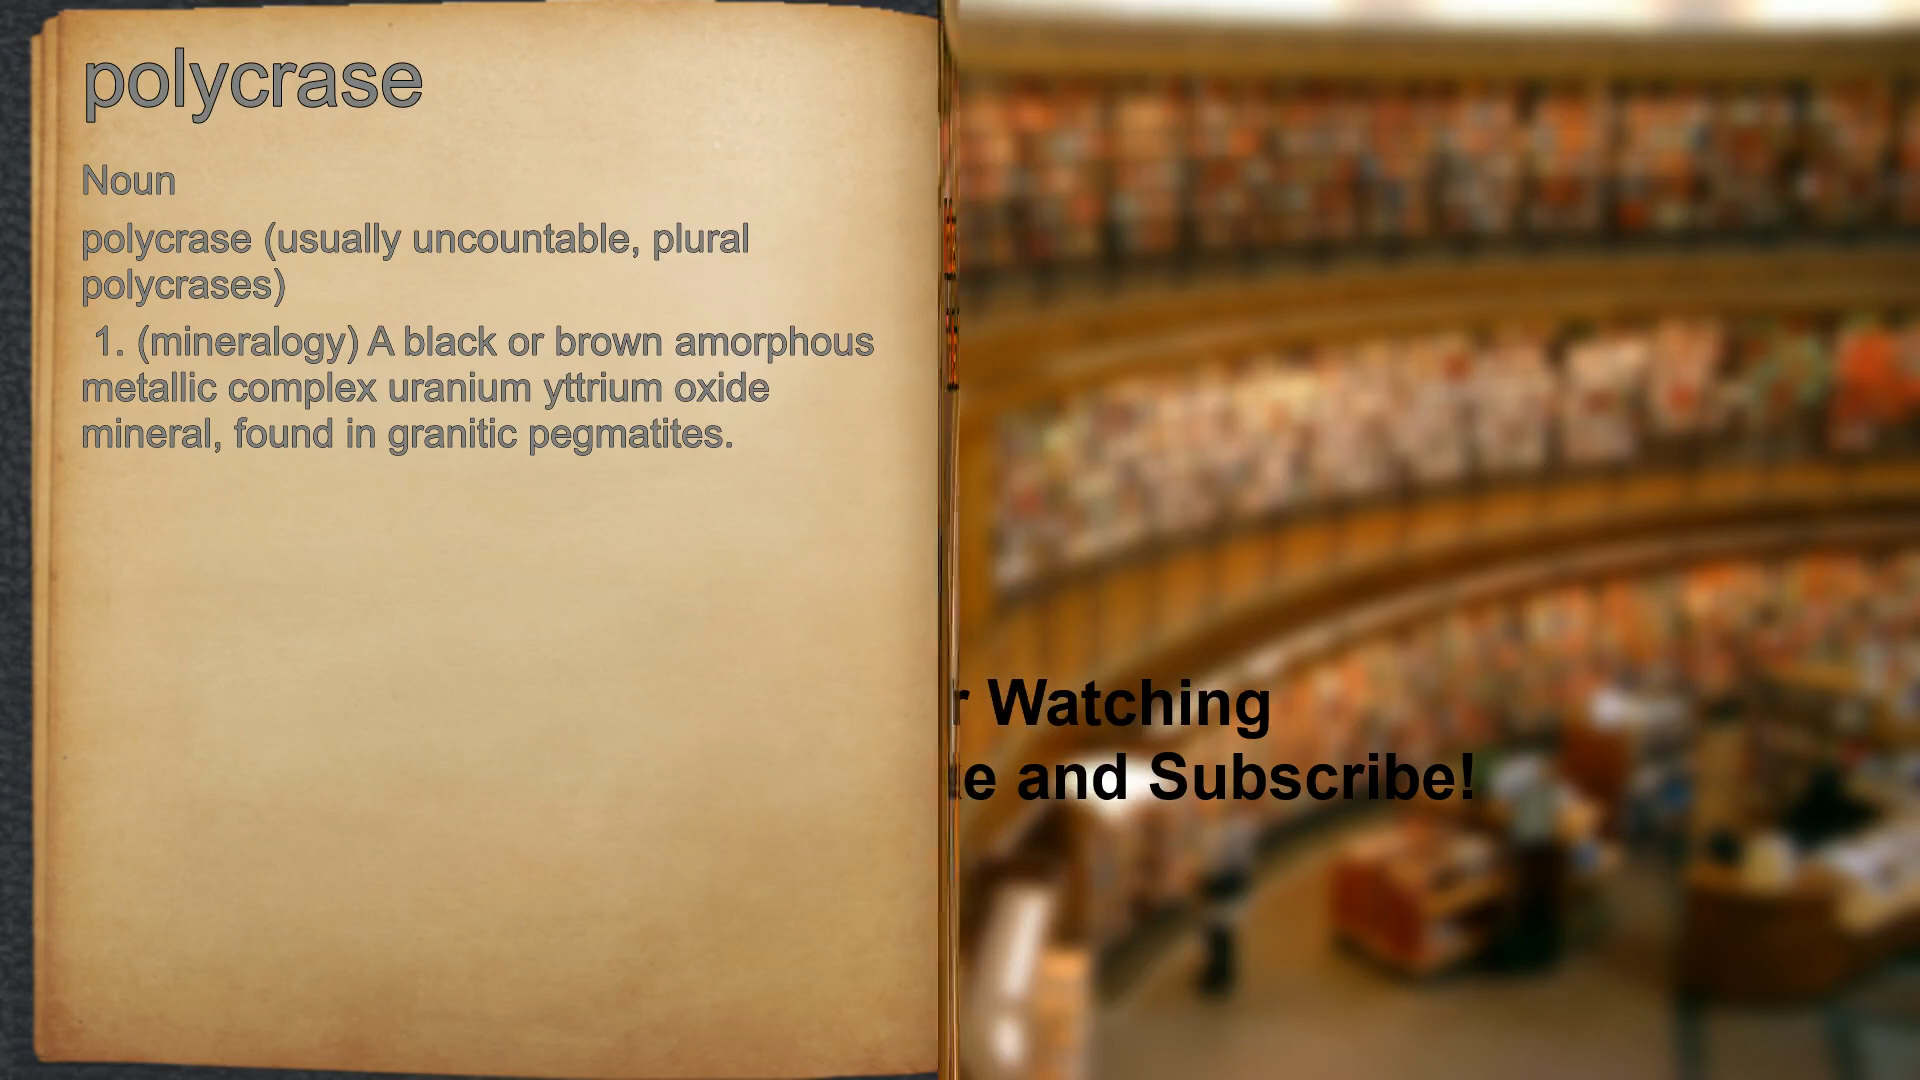 polycrase
Noun
polycrase (usually uncountable, plural
polycrases)
1. (mineralogy) A black or brown amorphous
metallic complex uranium yttrium oxide
mineral, found in granitic pegmatites.
Watching
and Subscribe!